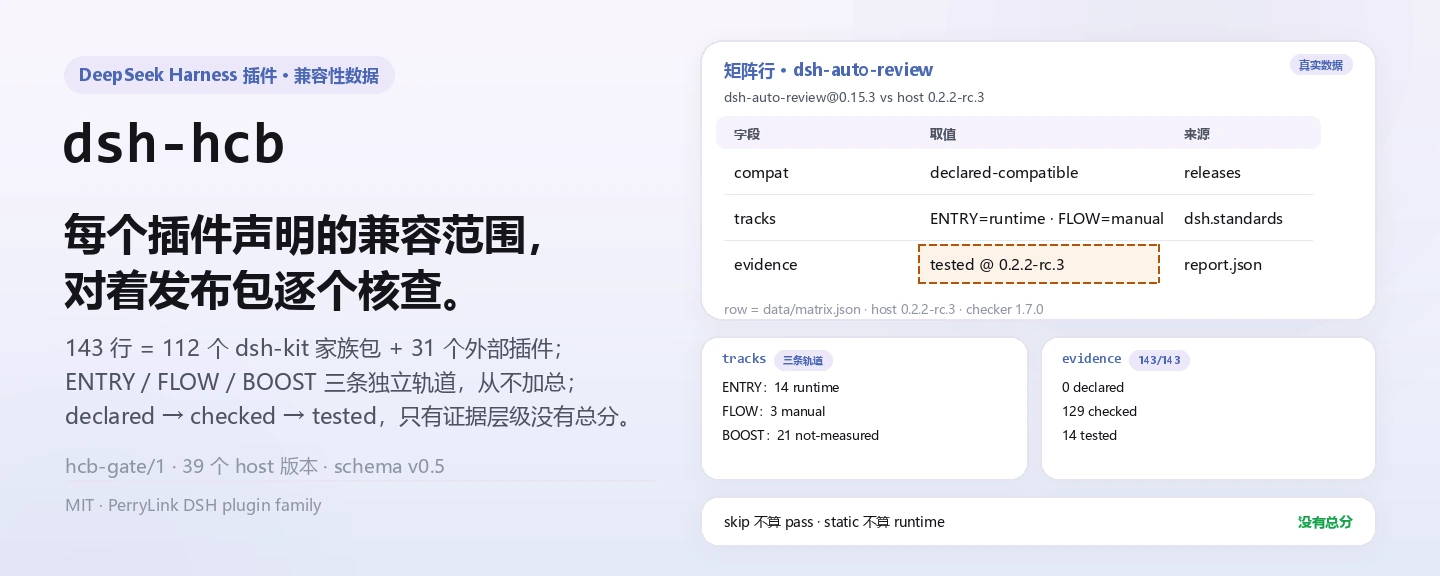 DeepSeek Harness 插件 • 兼容性数据
dsh-hcb
每个插件声明的兼容范围，
对着发布包逐个核查。
143 行 = 112 个 dsh-kit 家族包 + 31 个外部插件；
ENTRY / FLOW / BOOST 三条独立轨道，从不加总；
declared → checked → tested，只有证据层级没有总分。
hcb-gate/1 · 39 个 host 版本 · schema v0.5
MIT · PerryLink DSH plugin family
矩阵行 • dsh-auto-review
真实数据
dsh-auto-review@0.15.3 vs host 0.2.2-rc.3
字段 取值 来源
compat declared-compatible releases
tracks ENTRY=runtime · FLOW=manual dsh.standards
evidence tested @ 0.2.2-rc.3 report.json
row = data/matrix.json · host 0.2.2-rc.3 · checker 1.7.0
tracks 三条轨道
ENTRY: 14 runtime
FLOW: 3 manual
BOOST: 21 not-measured
evidence 143/143
0 declared
129 checked
14 tested
skip 不算 pass · static 不算 runtime
没有总分